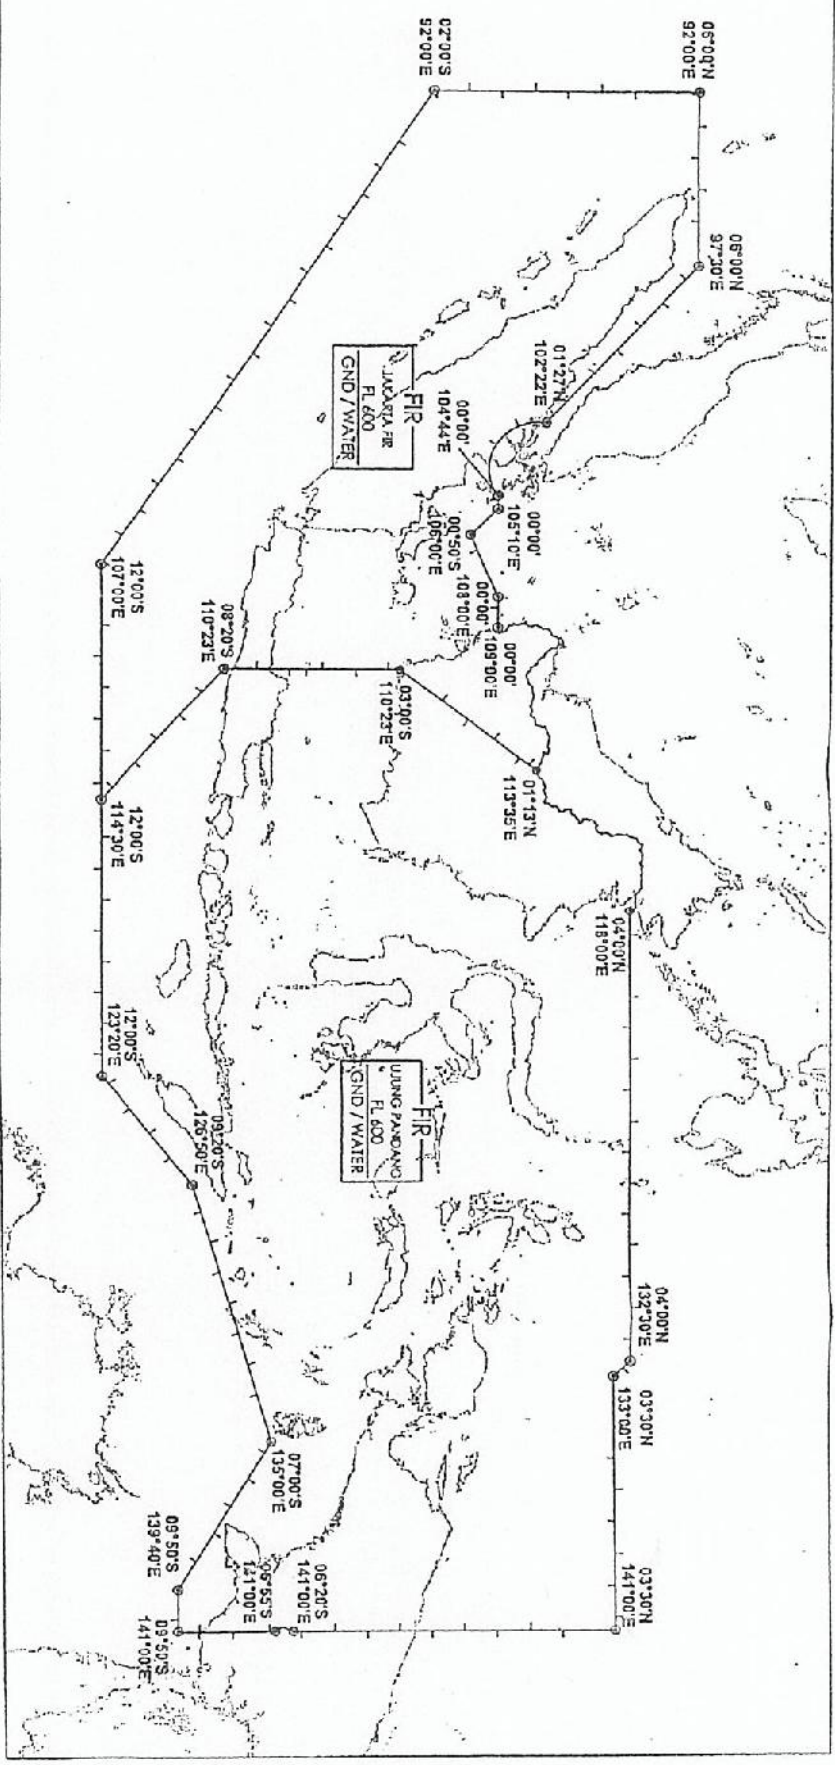 06°00'N
92°00'E
06°00'N
97°30'E
02°00'S
92°00'E
01°27'N
102°22'E
00°00'
104°44'E
00°00'
105°10'E
00°50'S
106°00'E
00°00'
108°00'E
00°00'
109°00'E
FIR
JAKARTA FIR
FL 600
GND / WATER
12°00'S
107°00'E
08°20'S
110°23'E
03°00'S
110°23'E
01°13'N
113°35'E
12°00'S
114°30'E
04°00'N
118°00'E
12°00'S
123°20'E
09°20'S
126°50'E
FIR
UJUNG PANDANG
FL 600
GND / WATER
04°00'N
132°30'E
03°30'N
133°00'E
07°00'S
135°00'E
09°50'S
139°40'E
06°55'S
141°00'E
06°20'S
141°00'E
03°30'N
141°00'E
09°50'S
141°00'E